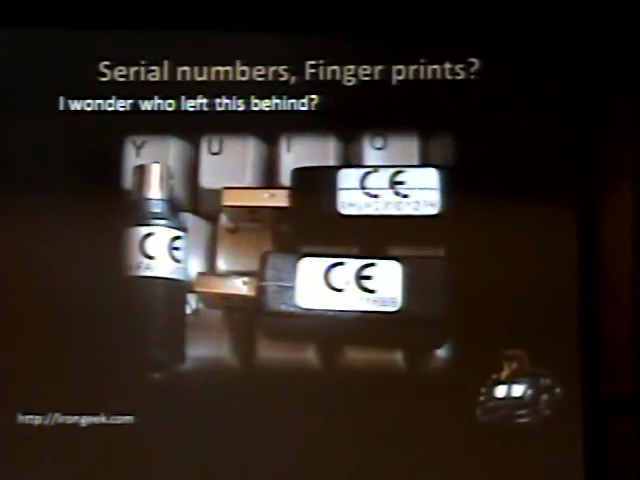 Serial numbers, Finger prints?
I wonder who left this behind?
Y U I O
CE
CE
CE
http://Irongeek.com